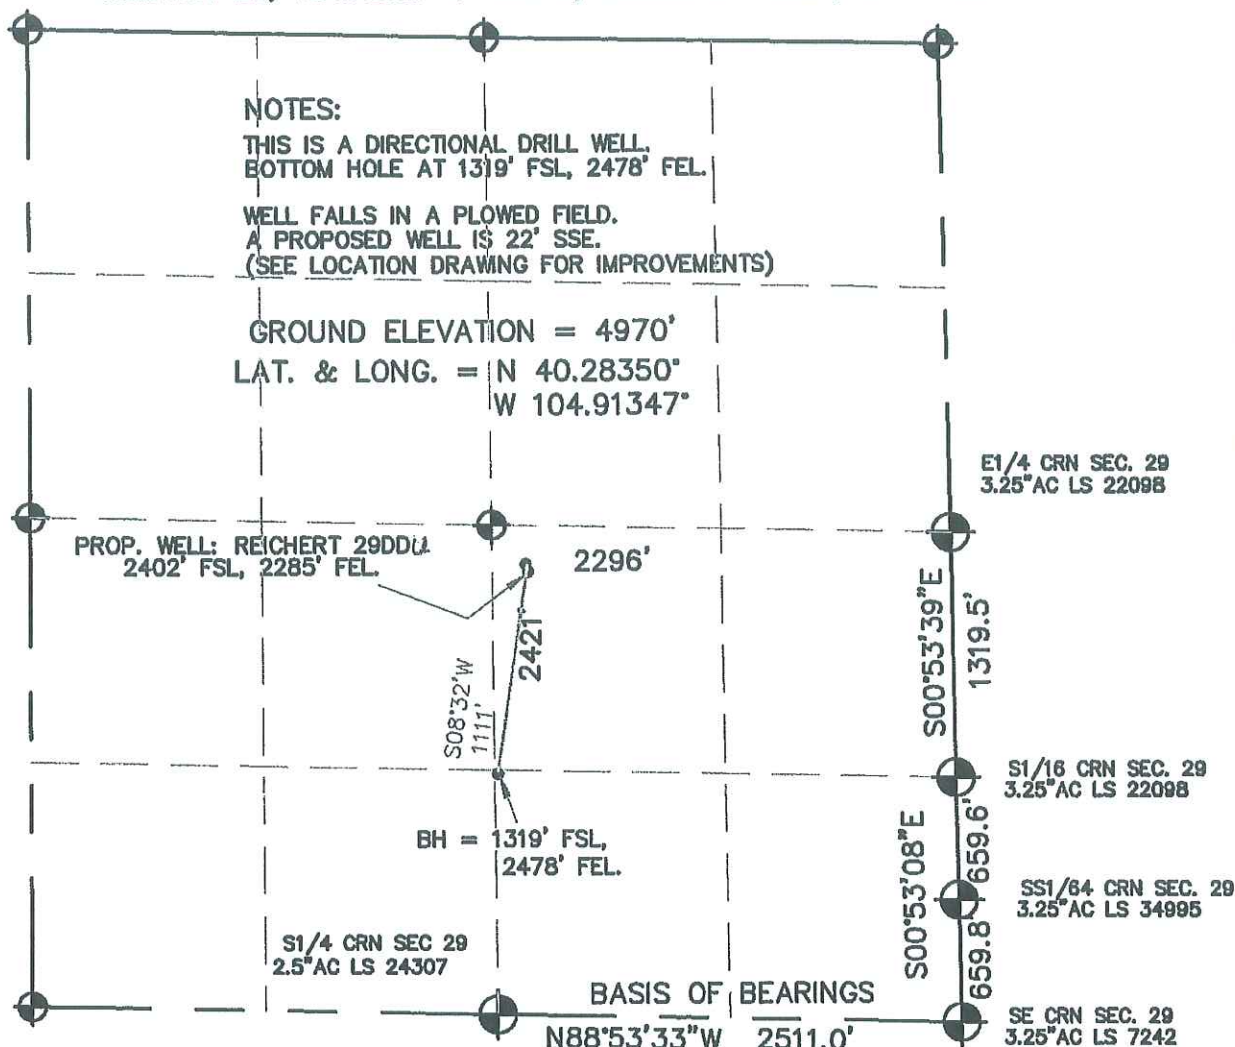 NOTES:
THIS IS A DIRECTIONAL DRILL WELL.
BOTTOM HOLE AT 1319' FSL, 2478' FEL.
WELL FALLS IN A PLOWED FIELD.
A PROPOSED WELL IS 22' SSE.
(SEE LOCATION DRAWING FOR IMPROVEMENTS)
GROUND ELEVATION = 4970'
LAT. & LONG. = N 40.28350°
W 104.91347°
E1/4 CRN SEC. 29
3.25"AC LS 22098
PROP. WELL: REICHERT 29DDU
2402' FSL, 2285' FEL.
2296'
2421'
S08°32'W
1111'
S00°53'39"E
1319.5'
S1/16 CRN SEC. 29
3.25"AC LS 22098
BH = 1319' FSL,
2478' FEL.
S00°53'08"E
659.6'
SS1/64 CRN SEC. 29
3.25"AC LS 34995
659.8'
S1/4 CRN SEC 29
2.5"AC LS 24307
BASIS OF BEARINGS
N88°53'33"W 2511.0'
SE CRN SEC. 29
3.25"AC LS 7242